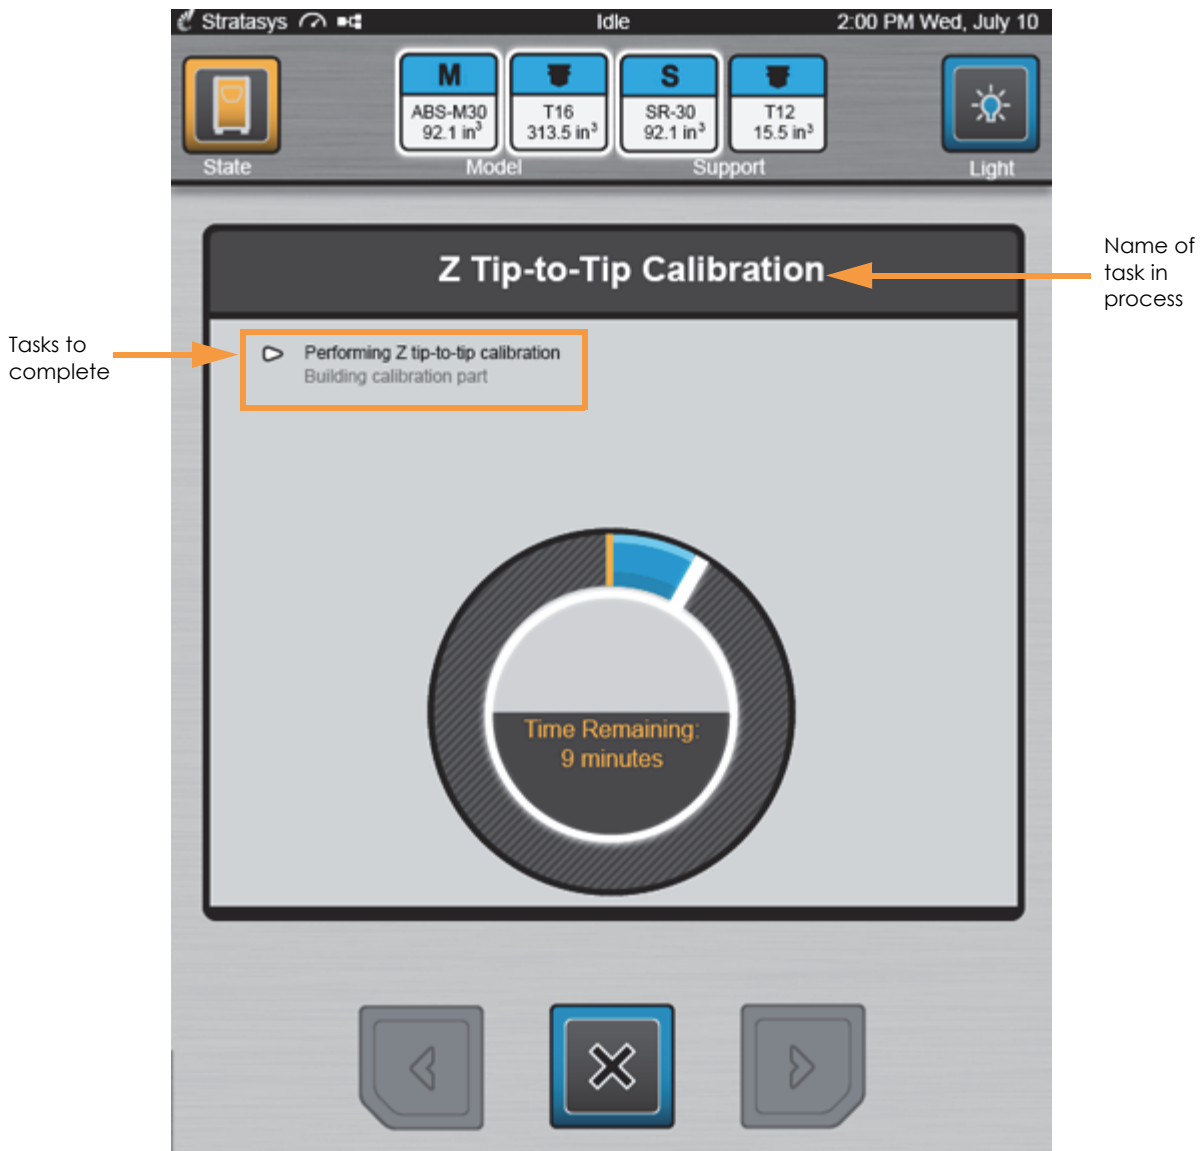 Stratasys
Idle
2:00 PM Wed, July 10
M
S
ABS-M30
92.1 in³
T16
313.5 in³
SR-30
92.1 in³
T12
15.5 in³
State
Model
Support
Light
Z Tip-to-Tip Calibration
Name of
task in
process
Tasks to
complete
Performing Z tip-to-tip calibration
Building calibration part
Time Remaining:
9 minutes